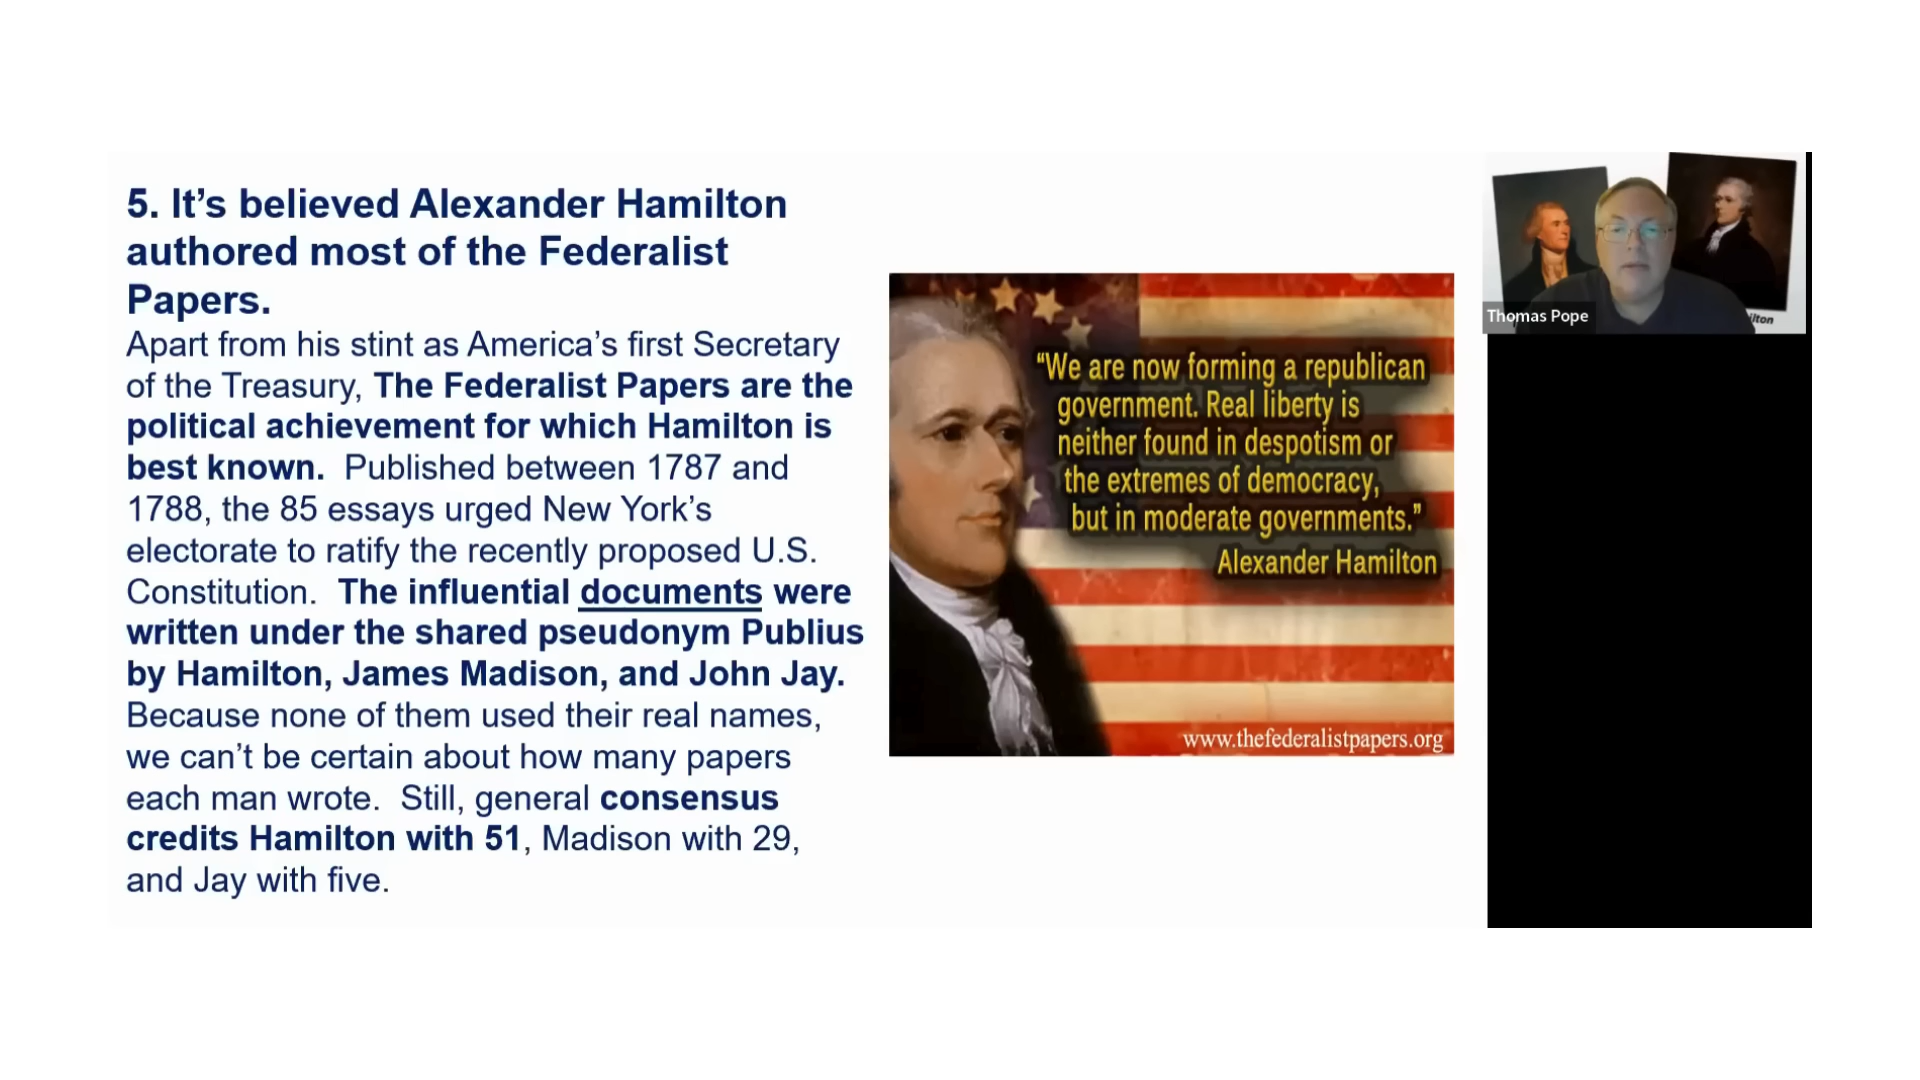 5. It’s believed Alexander Hamilton
authored most of the Federalist
Papers.
Apart from his stint as America’s first Secretary
of the Treasury, The Federalist Papers are the
political achievement for which Hamilton is
best known.  Published between 1787 and
1788, the 85 essays urged New York’s
electorate to ratify the recently proposed U.S.
Constitution.  The influential documents were
written under the shared pseudonym Publius
by Hamilton, James Madison, and John Jay.
Because none of them used their real names,
we can’t be certain about how many papers
each man wrote.  Still, general consensus
credits Hamilton with 51, Madison with 29,
and Jay with five.
“We are now forming a republican
government. Real liberty is
neither found in despotism or
the extremes of democracy,
but in moderate governments.”
Alexander Hamilton
www.thefederalistpapers.org
Thomas Pope